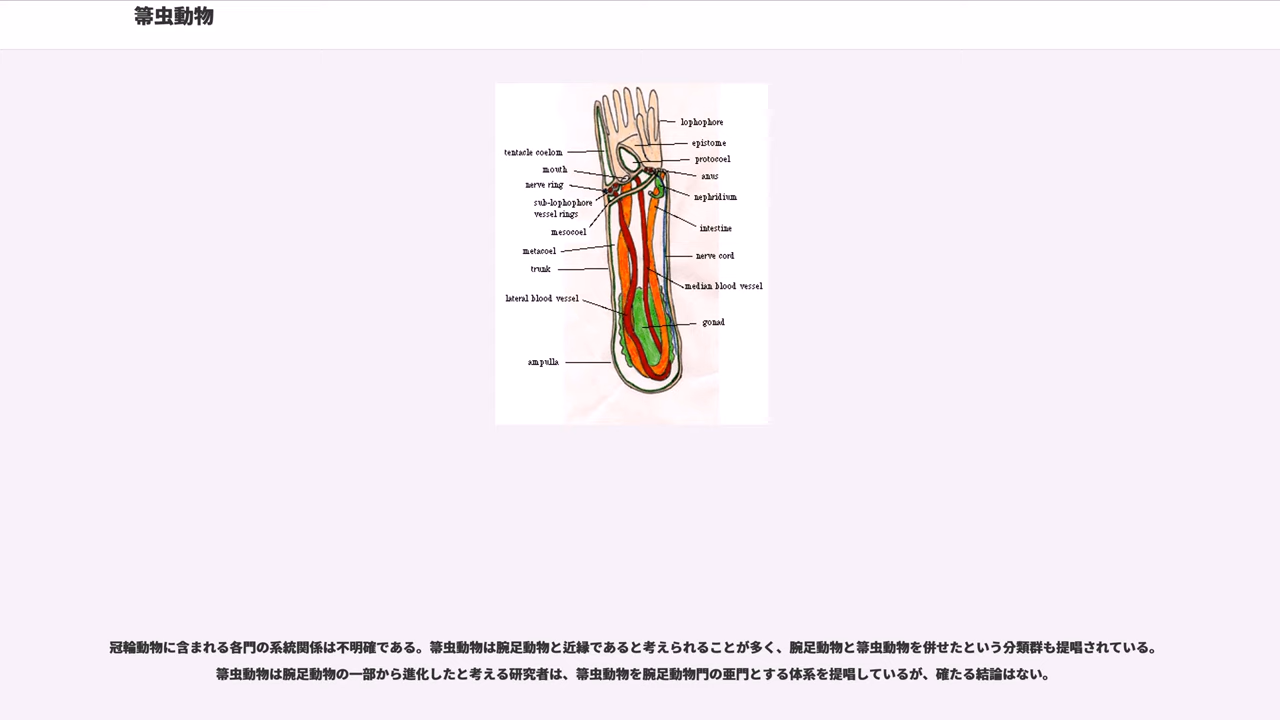 箒虫動物
lophophore
epistome
tentacle coelom
protocoel
mouth
anus
nerve ring
nephridium
sub-lophophore
vessel rings
intestine
mesocoel
metacoel
nerve cord
trunk
median blood vessel
lateral blood vessel
gonad
ampulla
冠輪動物に含まれる各門の系統関係は不明確である。箒虫動物は腕足動物と近縁であると考えられることが多く、腕足動物と箒虫動物を併せたという分類群も提唱されている。
箒虫動物は腕足動物の一部から進化したと考える研究者は、箒虫動物を腕足動物門の亜門とする体系を提唱しているが、確たる結論はない。